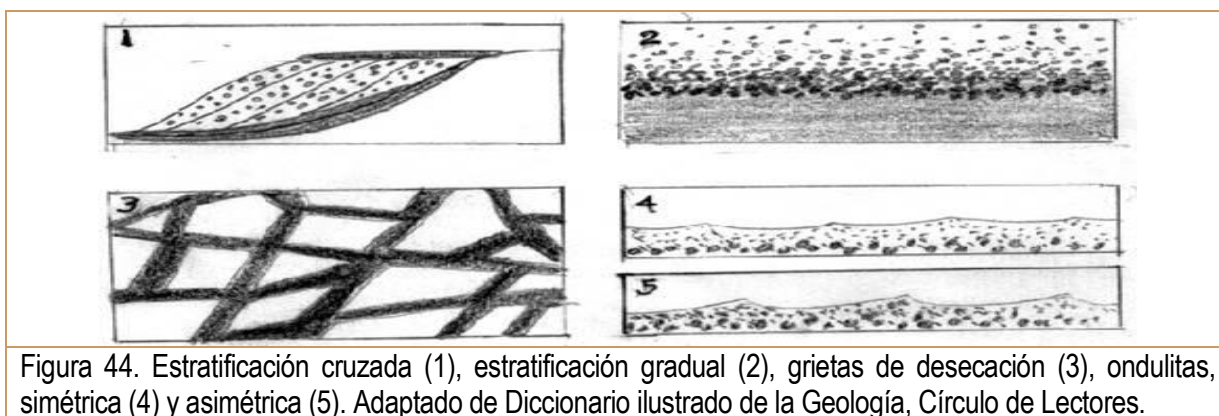 1
2
3
4
5
Figura 44. Estratificación cruzada (1), estratificación gradual (2), grietas de desecación (3), ondulitas,
simétrica (4) y asimétrica (5). Adaptado de Diccionario ilustrado de la Geología, Círculo de Lectores.